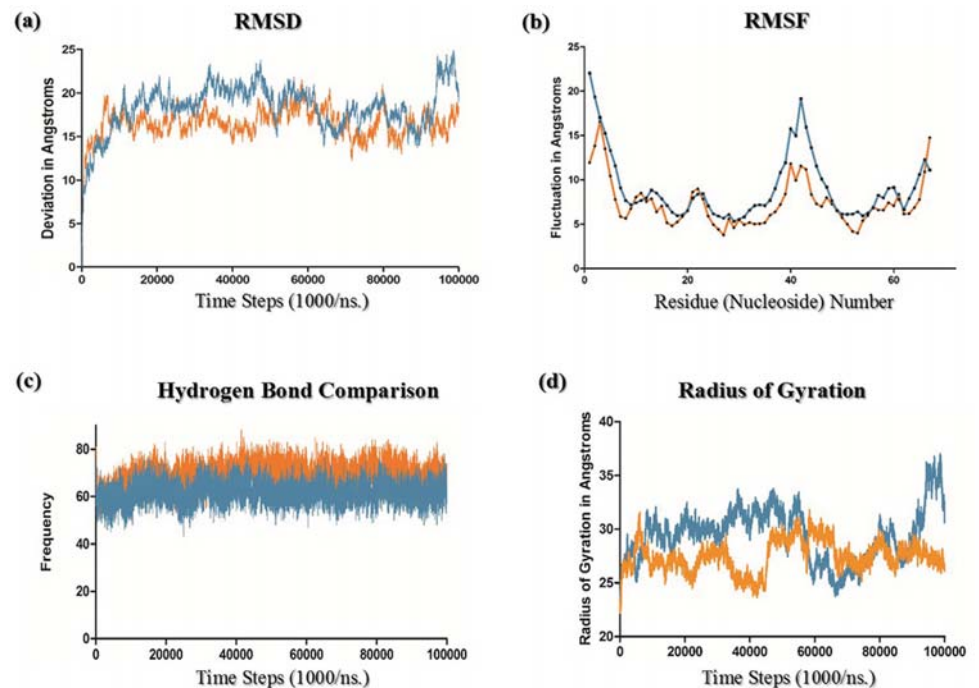 (a)
RMSD
Deviation in Angstroms
25
20
15
10
5
0
0 20000 40000 60000 80000 100000
Time Steps (1000/ns.)
(b)
RMSF
Fluctuation in Angstroms
25
20
15
10
5
0
0 20 40 60
Residue (Nucleoside) Number
(c)
Hydrogen Bond Comparison
Frequency
80
60
40
20
0
0 20000 40000 60000 80000 100000
Time Steps (1000/ns.)
(d)
Radius of Gyration
Radius of Gyration in Angstroms
40
35
30
25
20
0 20000 40000 60000 80000 100000
Time Steps (1000/ns.)